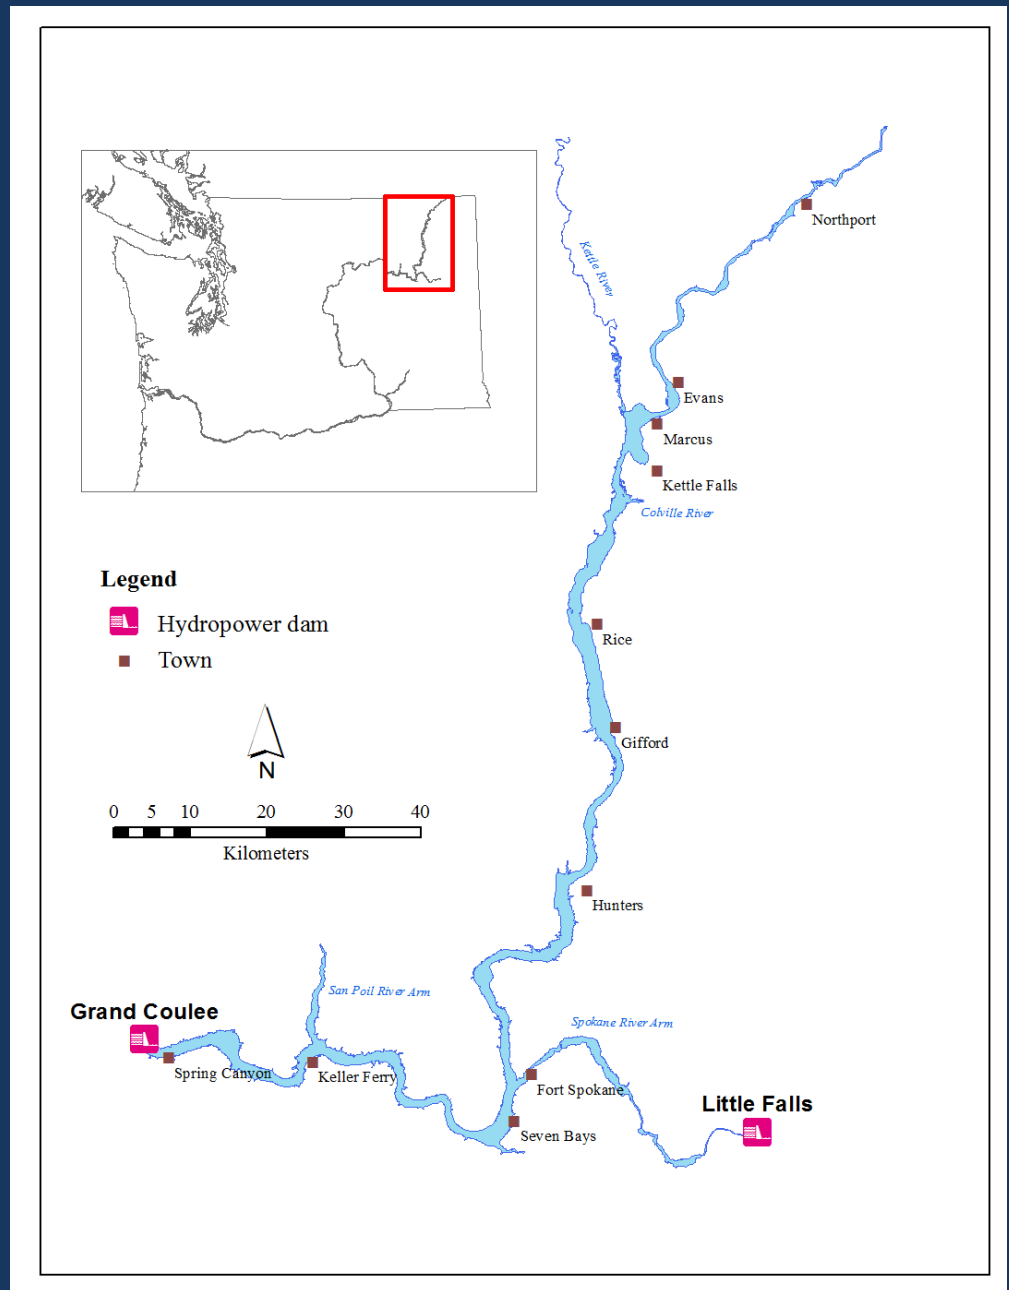 Northport
Kettle River
Evans
Marcus
Kettle Falls
Colville River
Legend
Hydropower dam
Town
Rice
N
Gifford
0 5 10 20 30 40
Kilometers
Hunters
San Poil River Arm
Grand Coulee
Spokane River Arm
Spring Canyon
Keller Ferry
Fort Spokane
Little Falls
Seven Bays